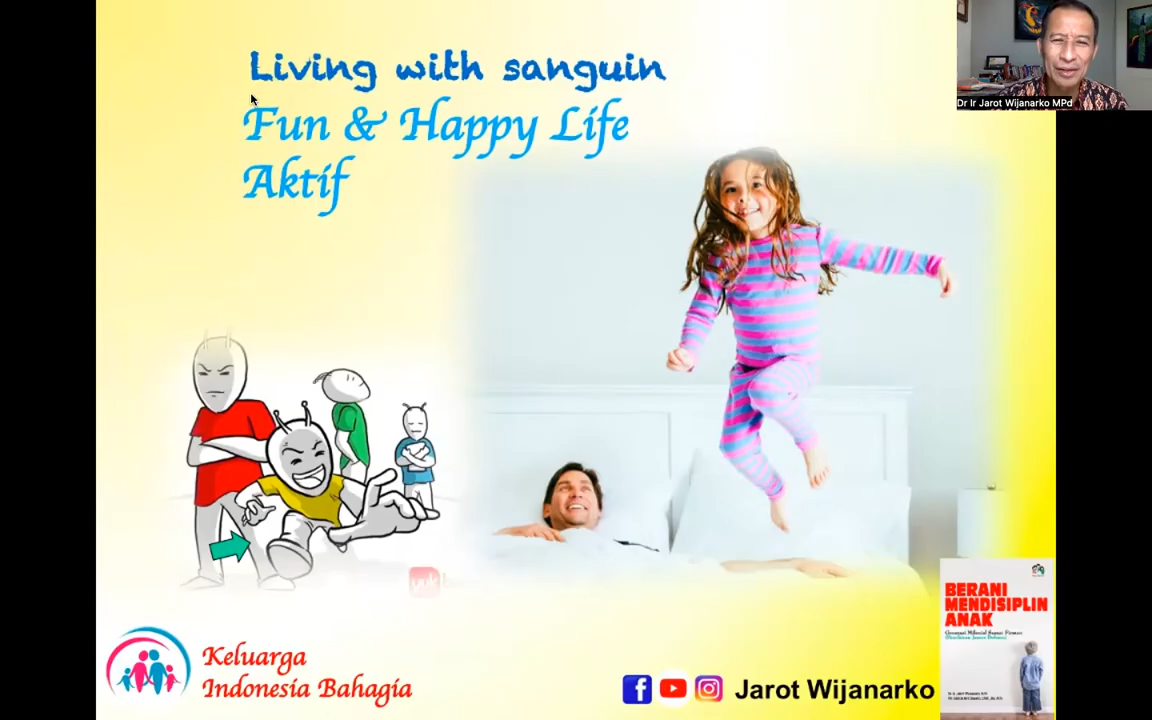 Living with sanguin
Fun & Happy Life
Aktif
Dr Ir Jarot Wijanarko MPd
BERANI
MENDISIPLIN
ANAK
Keluarga
Indonesia Bahagia
Jarot Wijanarko